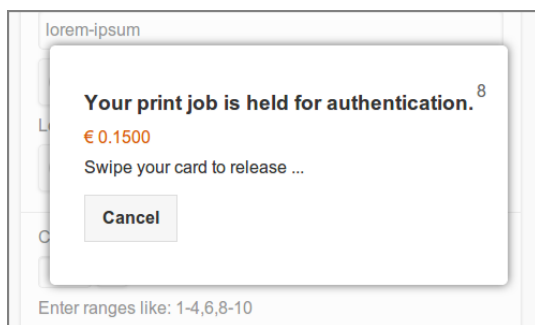 lorem-ipsum
Your print job is held for authentication. 8
€ 0.1500
Swipe your card to release ...
Cancel
Enter ranges like: 1-4,6,8-10